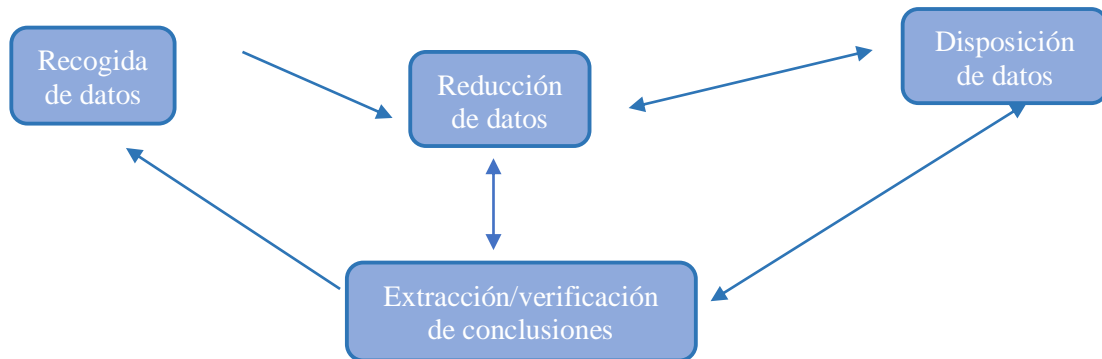 Recogida
de datos
Reducción
de datos
Disposición
de datos
Extracción/verificación
de conclusiones